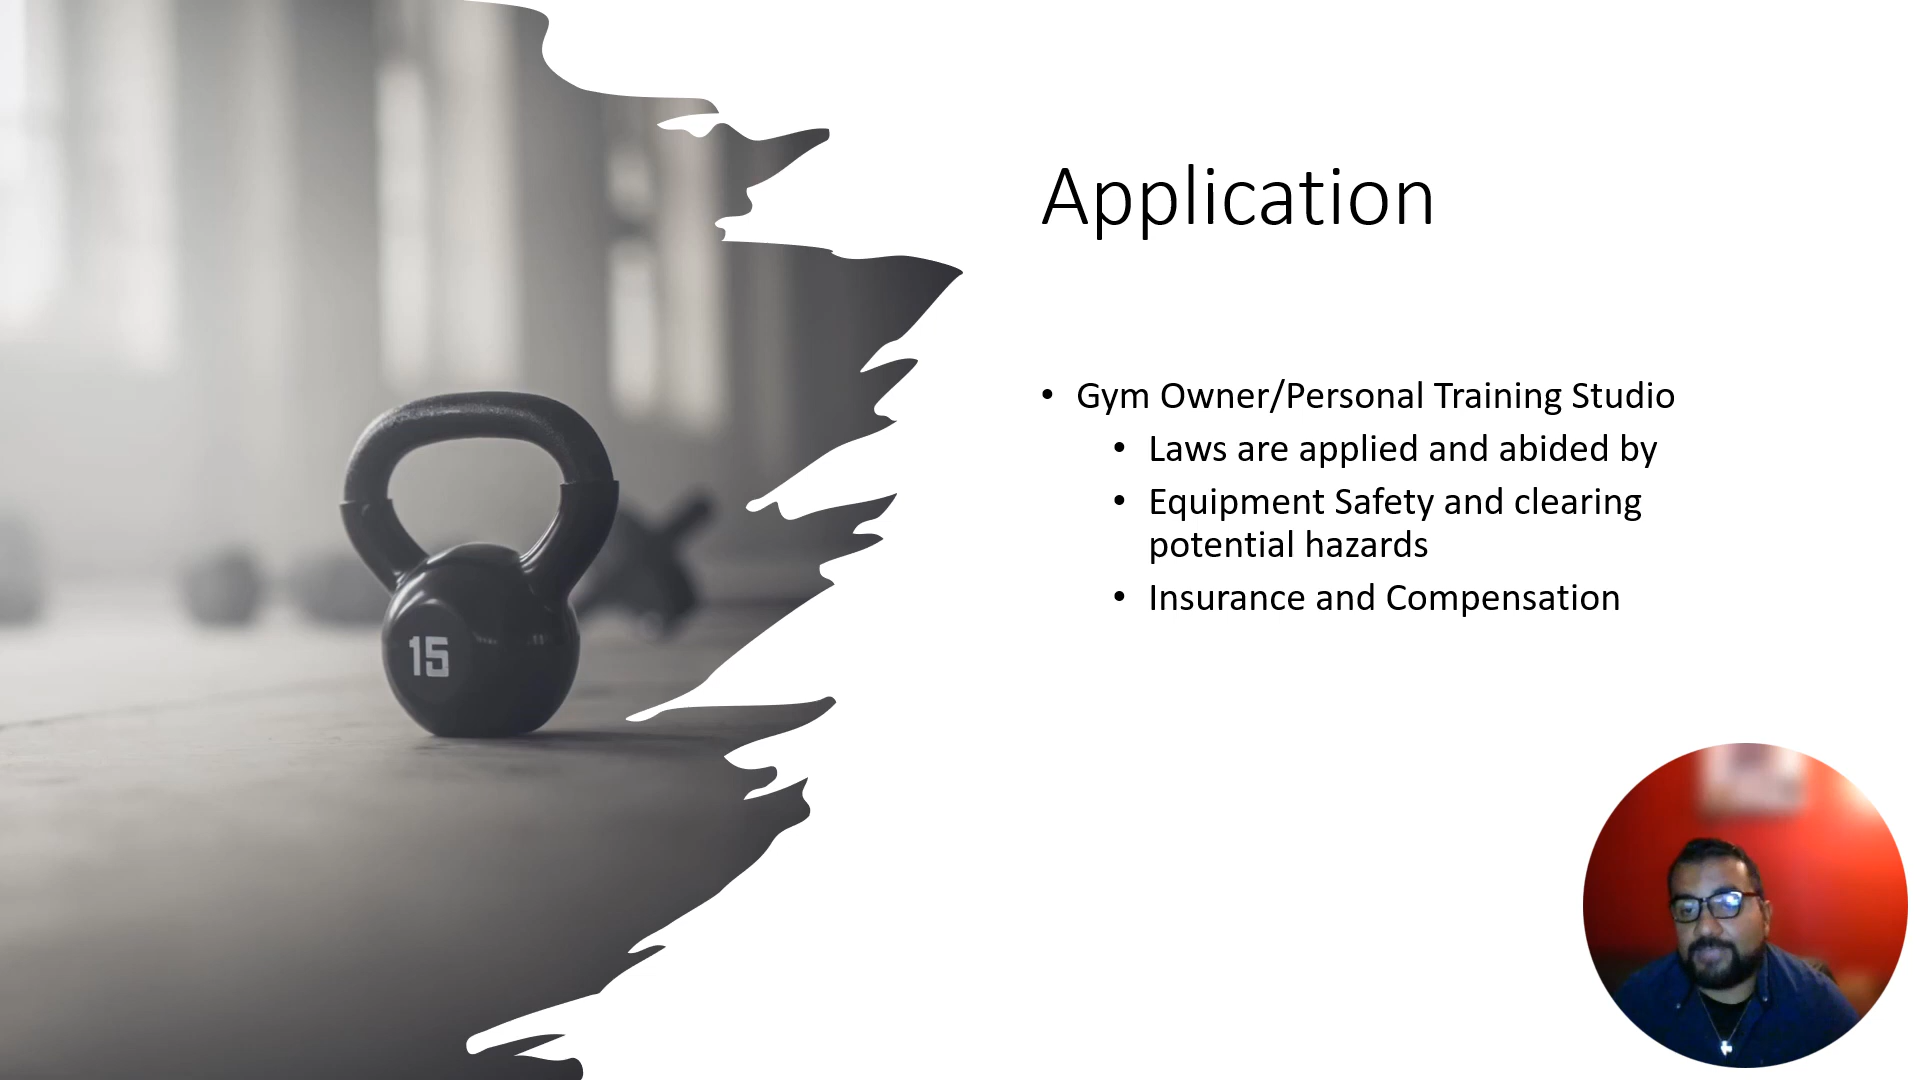 Application
• Gym Owner/Personal Training Studio
• Laws are applied and abided by
• Equipment Safety and clearing
potential hazards
• Insurance and Compensation
15